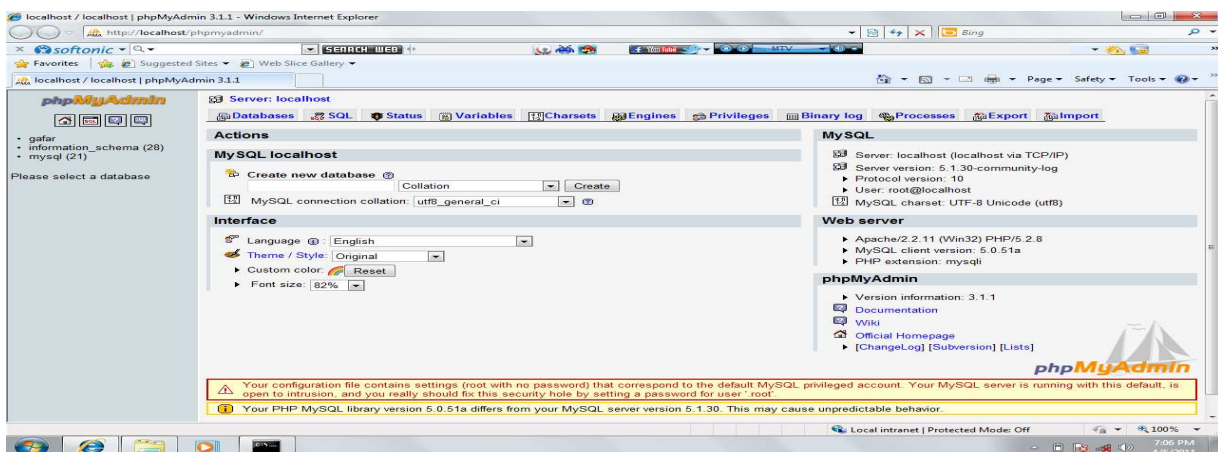 localhost / localhost | phpMyAdmin 3.1.1 - Windows Internet Explorer
http://localhost/phpmyadmin/
Bing
softonic
SEARCH WEB
YouTube
MTV
Favorites
Suggested Sites
Web Slice Gallery
localhost / localhost | phpMyAdmin 3.1.1
Page
Safety
Tools
phpMyAdmin
gafar
information_schema (28)
mysql (21)
Please select a database
Server: localhost
Databases
SQL
Status
Variables
Charsets
Engines
Privileges
Binary log
Processes
Export
Import
Actions
MySQL localhost
Create new database
Collation
Create
MySQL connection collation: utf8_general_ci
Interface
Language : English
Theme / Style: Original
Custom color: Reset
Font size: 82%
MySQL
Server: localhost (localhost via TCP/IP)
Server version: 5.1.30-community-log
Protocol version: 10
User: root@localhost
MySQL charset: UTF-8 Unicode (utf8)
Web server
Apache/2.2.11 (Win32) PHP/5.2.8
MySQL client version: 5.0.51a
PHP extension: mysqli
phpMyAdmin
Version information: 3.1.1
Documentation
Wiki
Official Homepage
[ChangeLog] [Subversion] [Lists]
phpMyAdmin
Your configuration file contains settings (root with no password) that correspond to the default MySQL privileged account. Your MySQL server is running with this default, is
open to intrusion, and you really should fix this security hole by setting a password for user 'root'.
Your PHP MySQL library version 5.0.51a differs from your MySQL server version 5.1.30. This may cause unpredictable behavior.
Local intranet | Protected Mode: Off
100%
7:06 PM